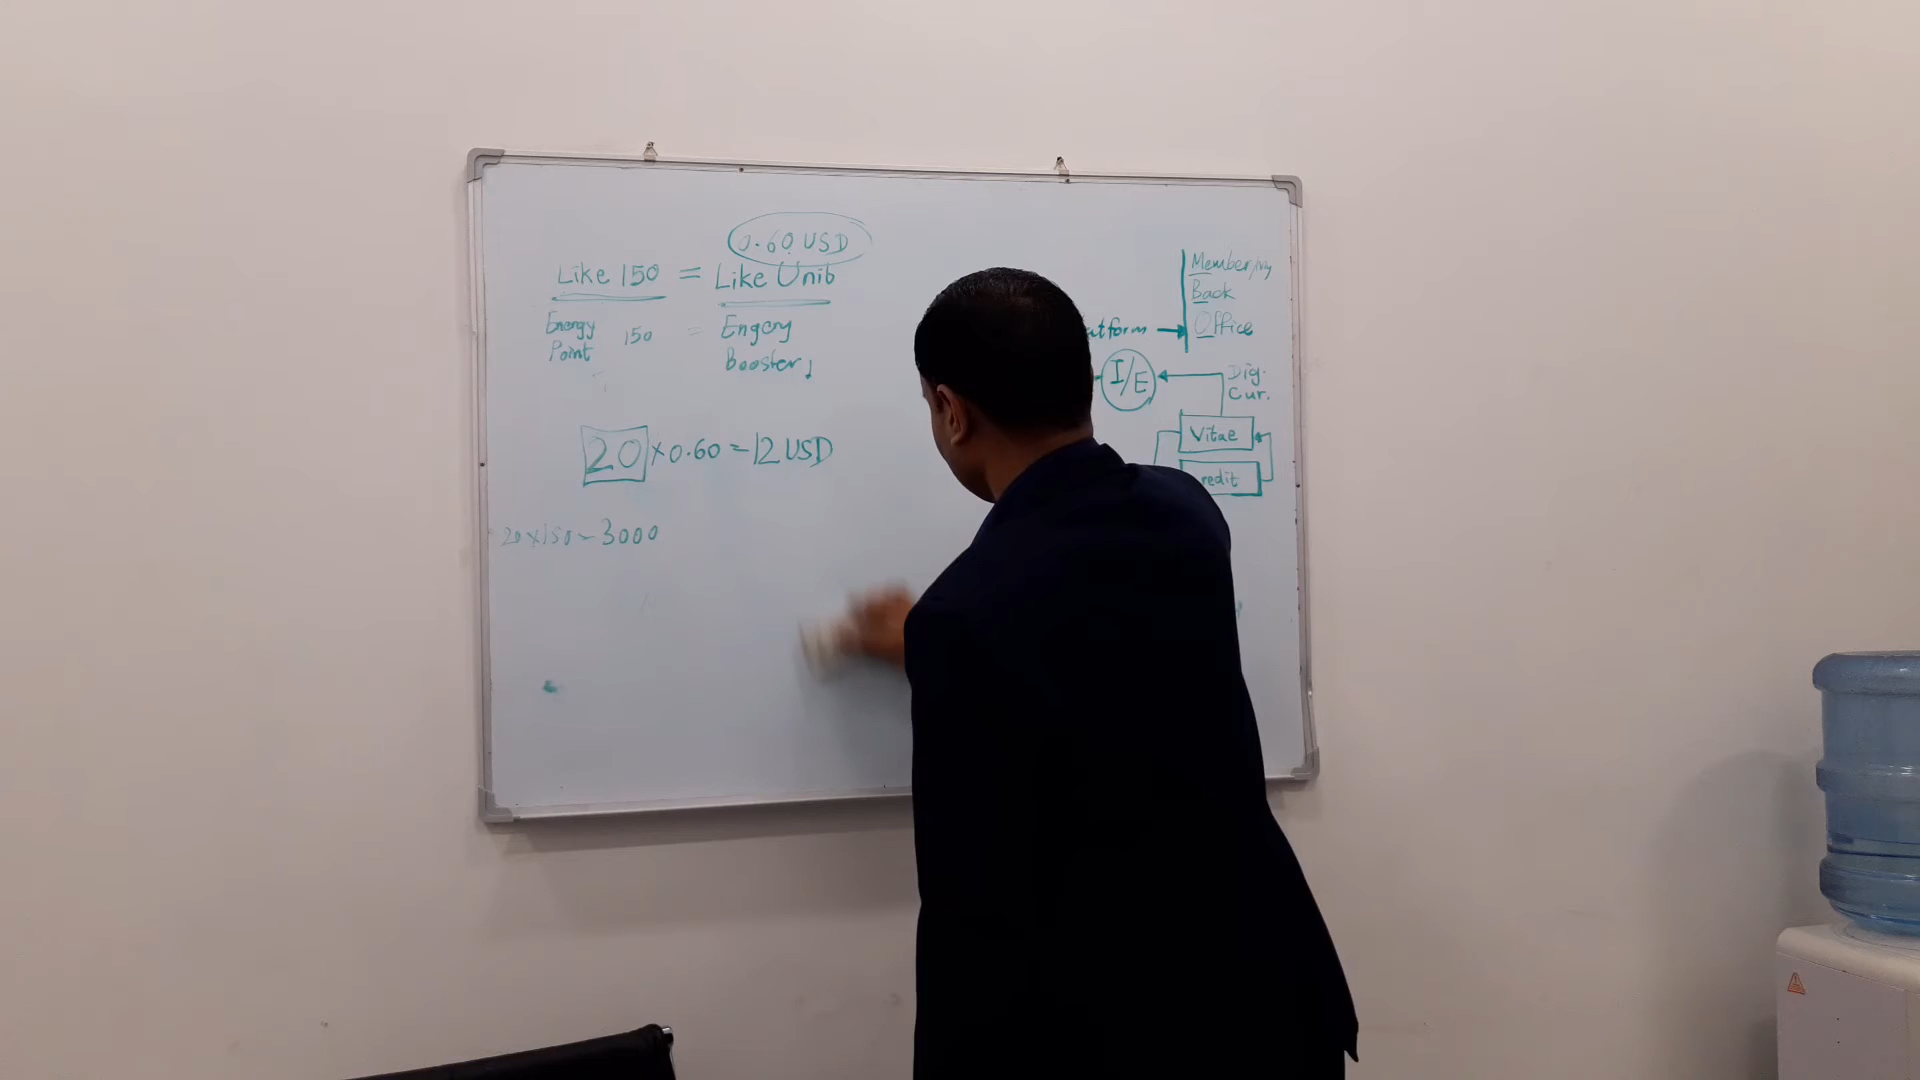 0.60 USD
Like 150 = Like Unib
Energy Point 150 = Engery Booster
20 x 0.60 = 12 USD
20 x 150 = 3000
Member
Back
Office
atform
I/E
Dig.
Cur.
Vitae
redit